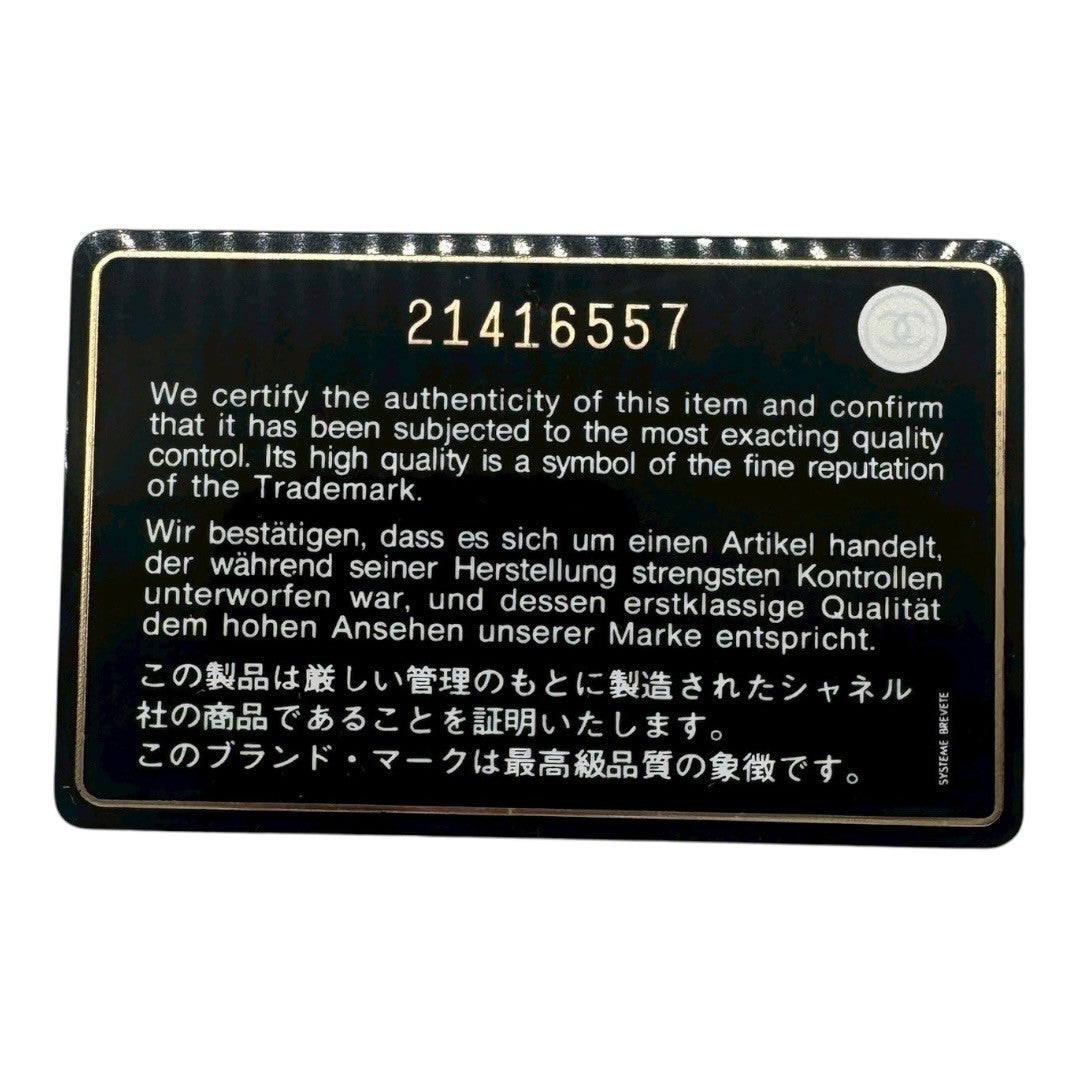 21416557
We certify the authenticity of this item and confirm
that it has been subjected to the most exacting quality
control. Its high quality is a symbol of the fine reputation
of the Trademark.
Wir bestätigen, dass es sich um einen Artikel handelt,
der während seiner Herstellung strengsten Kontrollen
unterworfen war, und dessen erstklassige Qualität
dem hohen Ansehen unserer Marke entspricht.
この製品は厳しい管理のもとに製造されたシャネル
社の商品であることを証明いたします。
このブランド・マークは最高級品質の象徴です。
SYSTEME BREVETE